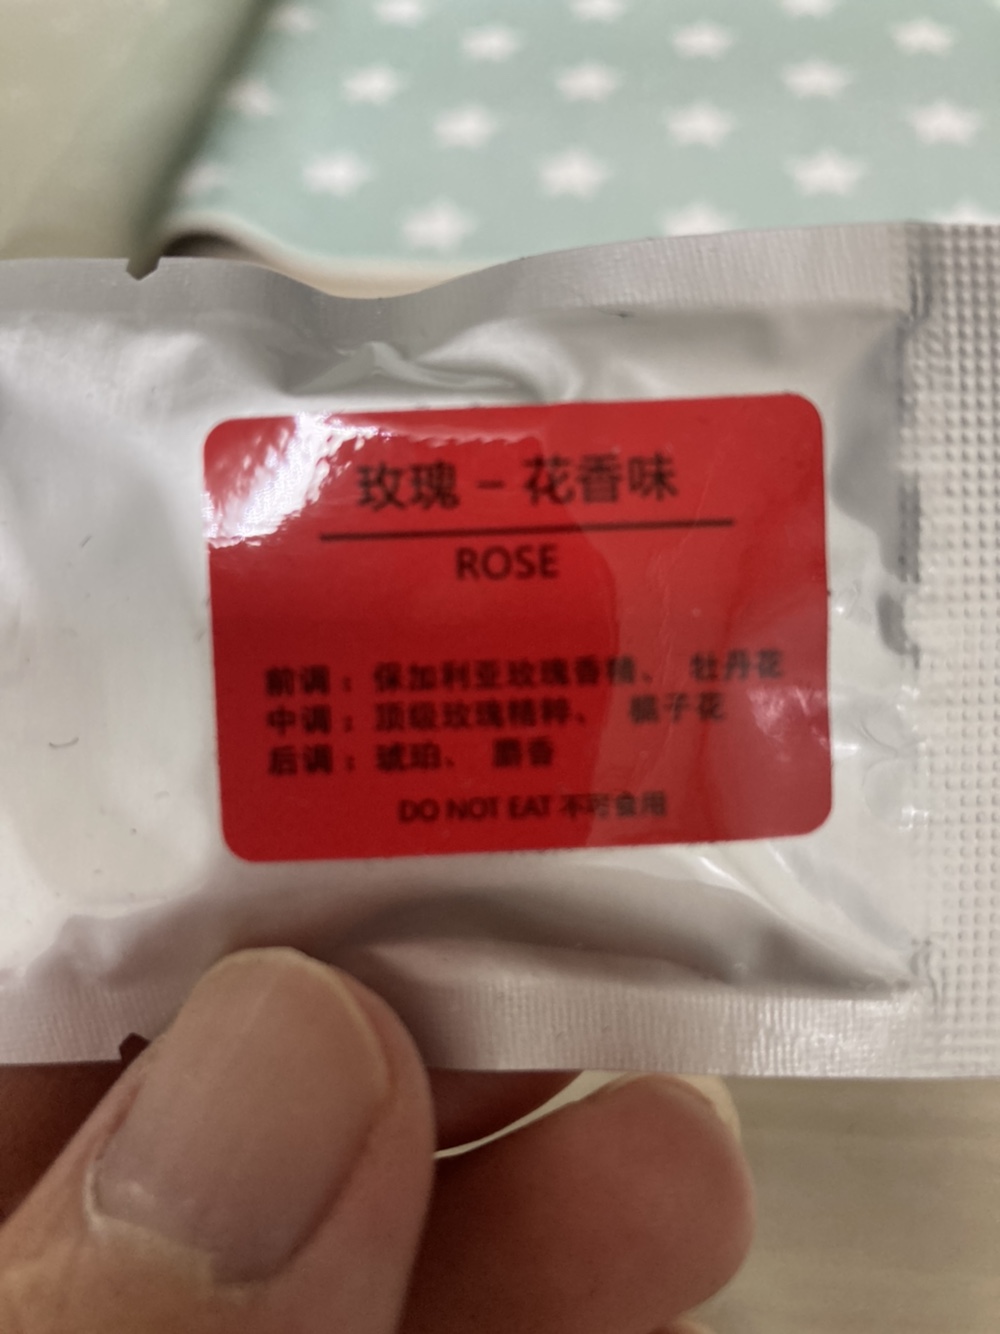 玫瑰 – 花香味
ROSE
前调： 保加利亚玫瑰香精、 牡丹花
中调： 顶级玫瑰精粹、 栀子花
后调： 琥珀、 麝香
DO NOT EAT 不可食用